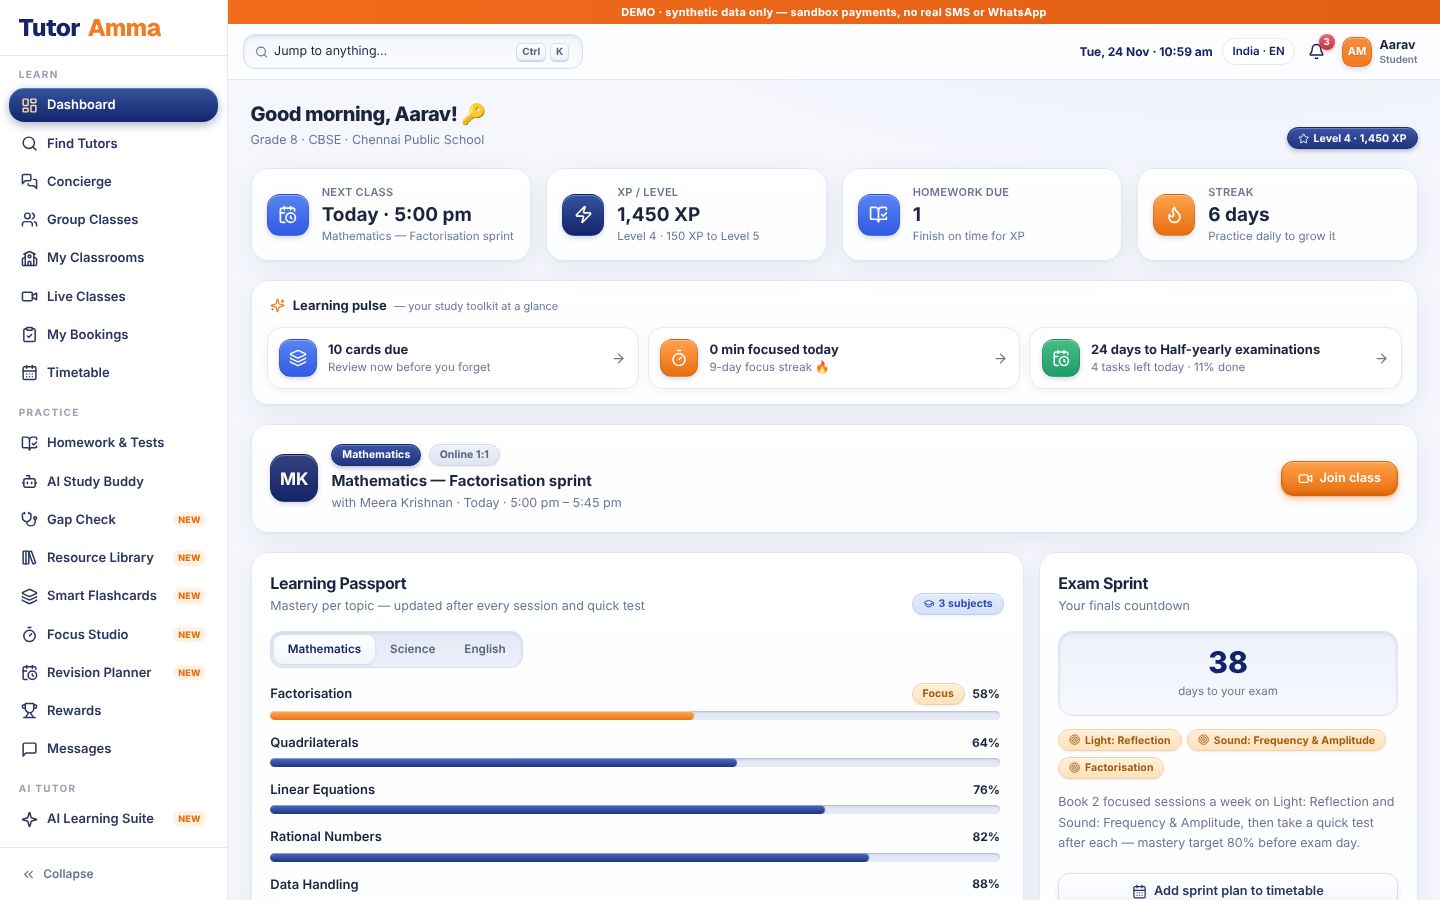 DEMO · synthetic data only — sandbox payments, no real SMS or WhatsApp
Tutor Amma
LEARN
Dashboard
Find Tutors
Concierge
Group Classes
My Classrooms
Live Classes
My Bookings
Timetable
PRACTICE
Homework & Tests
AI Study Buddy
Gap Check NEW
Resource Library NEW
Smart Flashcards NEW
Focus Studio NEW
Revision Planner NEW
Rewards
Messages
AI TUTOR
AI Learning Suite NEW
Collapse
Jump to anything...
Ctrl K
Tue, 24 Nov · 10:59 am
India · EN
3
AM
Aarav
Student
Good morning, Aarav! 🔑
Grade 8 · CBSE · Chennai Public School
Level 4 · 1,450 XP
NEXT CLASS
Today · 5:00 pm
Mathematics — Factorisation sprint
XP / LEVEL
1,450 XP
Level 4 · 150 XP to Level 5
HOMEWORK DUE
1
Finish on time for XP
STREAK
6 days
Practice daily to grow it
Learning pulse — your study toolkit at a glance
10 cards due
Review now before you forget
0 min focused today
9-day focus streak 🔥
24 days to Half-yearly examinations
4 tasks left today · 11% done
MK
Mathematics Online 1:1
Mathematics — Factorisation sprint
with Meera Krishnan · Today · 5:00 pm – 5:45 pm
Join class
Learning Passport
Mastery per topic — updated after every session and quick test
3 subjects
Mathematics Science English
Factorisation Focus 58%
Quadrilaterals 64%
Linear Equations 76%
Rational Numbers 82%
Data Handling 88%
Exam Sprint
Your finals countdown
38
days to your exam
Light: Reflection Sound: Frequency & Amplitude
Factorisation
Book 2 focused sessions a week on Light: Reflection and
Sound: Frequency & Amplitude, then take a quick test
after each — mastery target 80% before exam day.
Add sprint plan to timetable